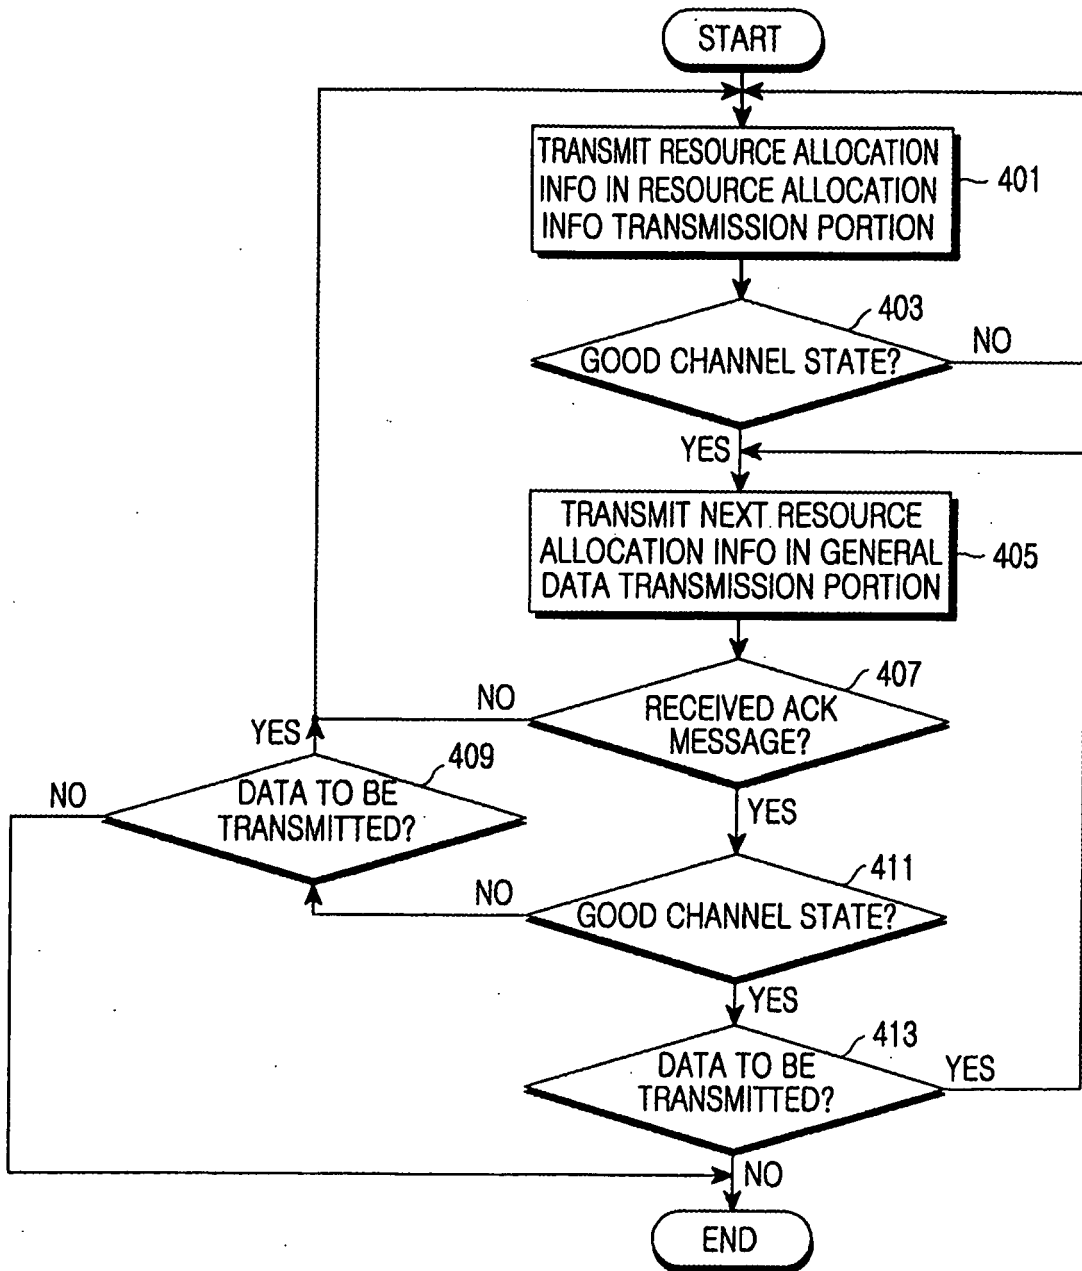 START
TRANSMIT RESOURCE ALLOCATION
INFO IN RESOURCE ALLOCATION
INFO TRANSMISSION PORTION
401
403
GOOD CHANNEL STATE?
NO
YES
TRANSMIT NEXT RESOURCE
ALLOCATION INFO IN GENERAL
DATA TRANSMISSION PORTION
405
407
NO
RECEIVED ACK
MESSAGE?
YES
409
NO
DATA TO BE
TRANSMITTED?
YES
411
NO
GOOD CHANNEL STATE?
YES
413
DATA TO BE
TRANSMITTED?
YES
NO
END